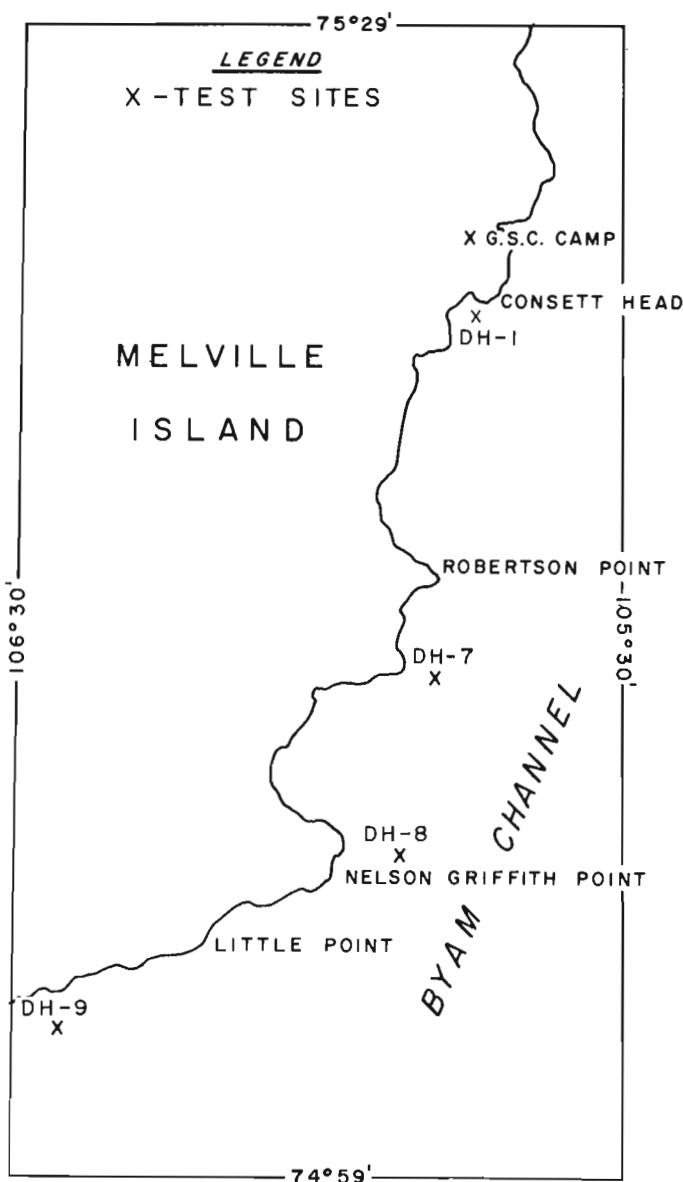 75°29'
LEGEND
X-TEST SITES
X G.S.C. CAMP
CONSETT HEAD
X
DH-1
MELVILLE
ISLAND
ROBERTSON POINT
106°30'
105°30'
DH-7
X
BYAM CHANNEL
DH-8
X
NELSON GRIFFITH POINT
LITTLE POINT
DH-9
X
74°59'